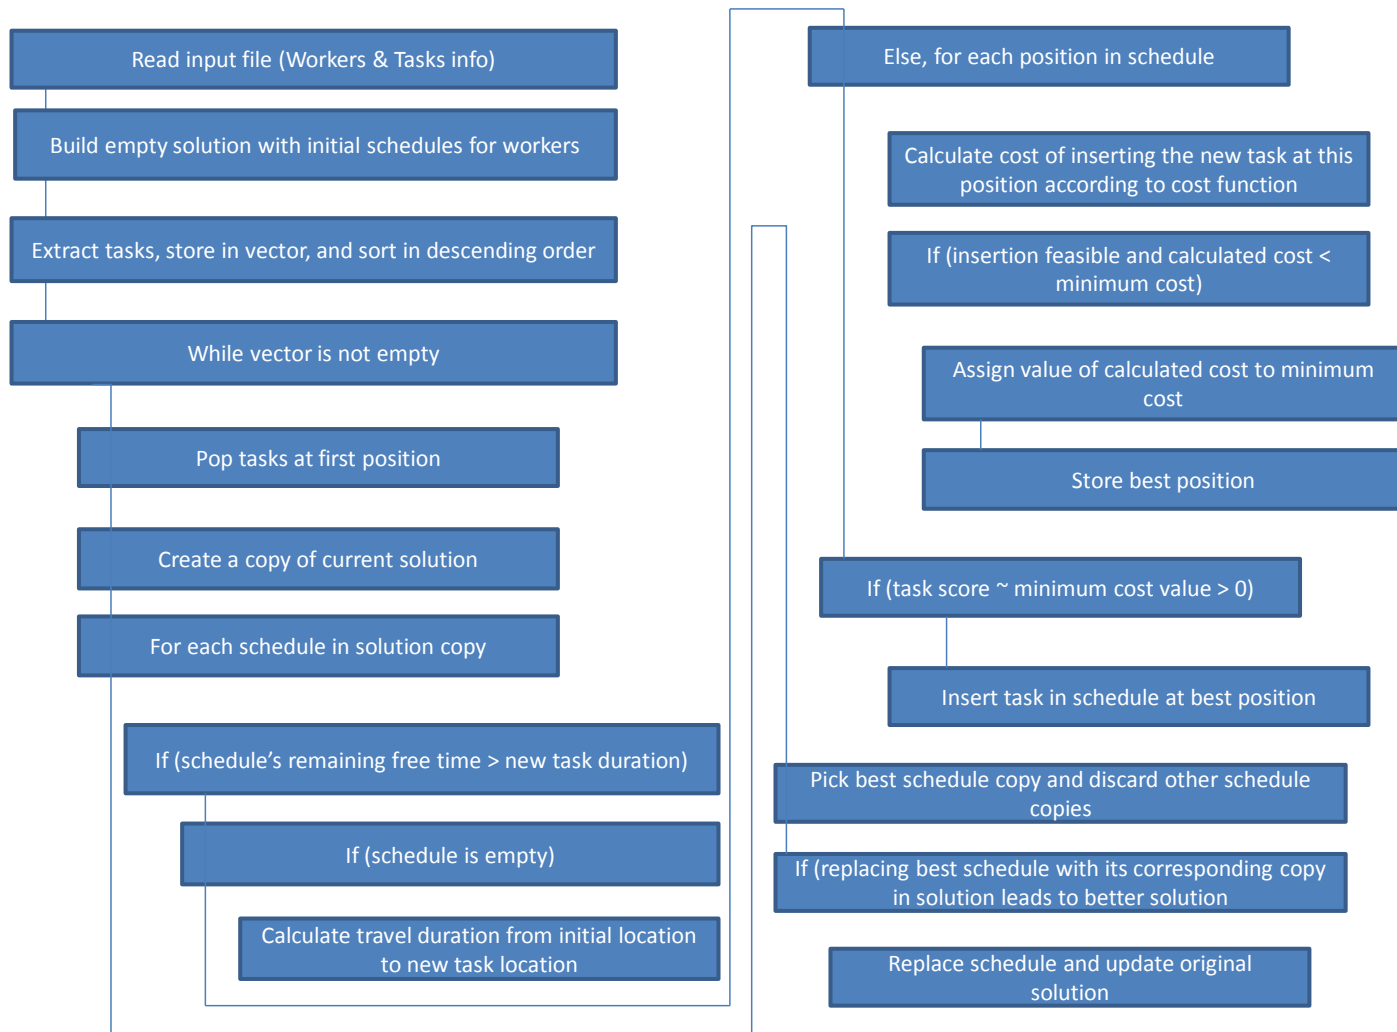 Read input file (Workers & Tasks info)
Build empty solution with initial schedules for workers
Extract tasks, store in vector, and sort in descending order
While vector is not empty
Pop tasks at first position
Create a copy of current solution
For each schedule in solution copy
If (schedule’s remaining free time > new task duration)
If (schedule is empty)
Calculate travel duration from initial location
to new task location
Else, for each position in schedule
Calculate cost of inserting the new task at this
position according to cost function
If (insertion feasible and calculated cost <
minimum cost)
Assign value of calculated cost to minimum
cost
Store best position
If (task score ~ minimum cost value > 0)
Insert task in schedule at best position
Pick best schedule copy and discard other schedule
copies
If (replacing best schedule with its corresponding copy
in solution leads to better solution
Replace schedule and update original
solution